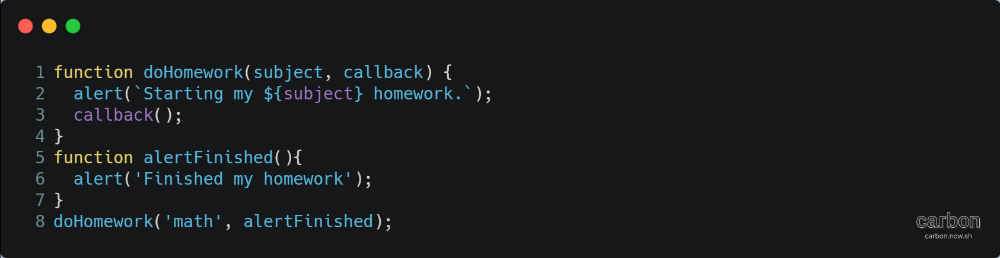 1 function doHomework(subject, callback) {
2   alert(`Starting my ${subject} homework.`);
3   callback();
4 }
5 function alertFinished(){
6   alert('Finished my homework');
7 }
8 doHomework('math', alertFinished);
carbon
carbon.now.sh